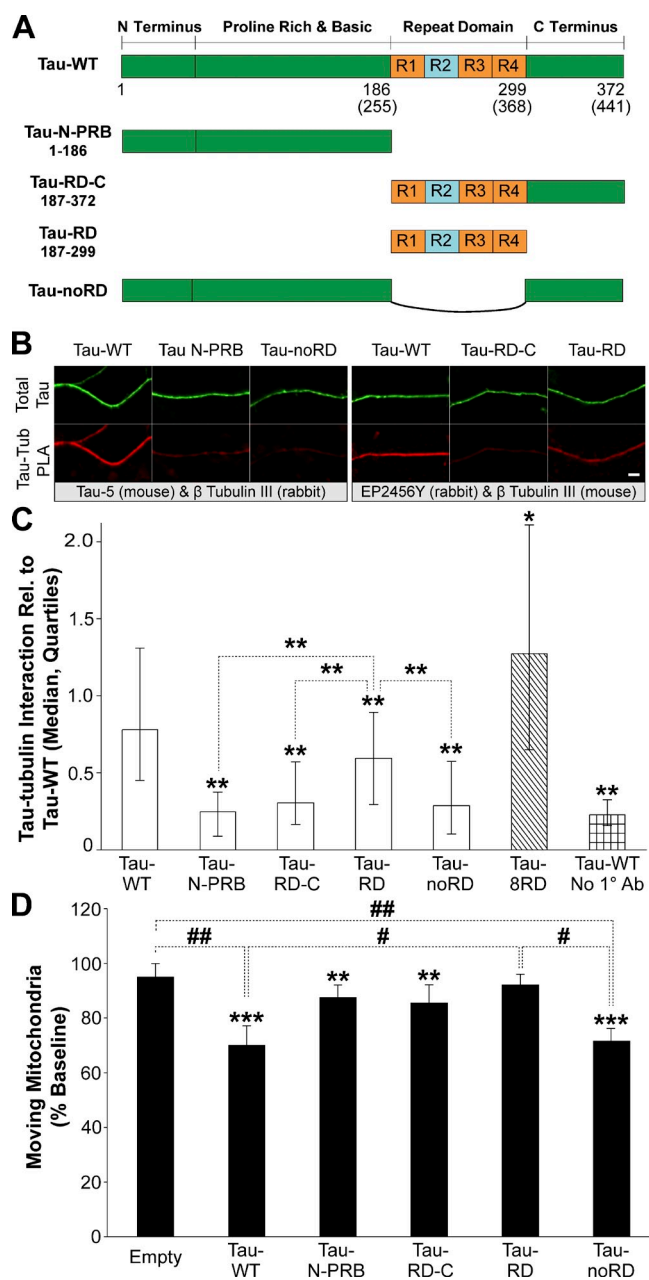 A
N Terminus Proline Rich & Basic Repeat Domain C Terminus
Tau-WT R1 R2 R3 R4
1 186 299 372
(255) (368) (441)
Tau-N-PRB
1-186
Tau-RD-C R1 R2 R3 R4
187-372
Tau-RD R1 R2 R3 R4
187-299
Tau-noRD
B
Tau-WT Tau N-PRB Tau-noRD Tau-WT Tau-RD-C Tau-RD
Total
Tau
Tau-Tub
PLA
Tau-5 (mouse) & β Tubulin III (rabbit) EP2456Y (rabbit) & β Tubulin III (mouse)
C
Tau-tubulin Interaction Rel. to
Tau-WT (Median, Quartiles)
2.0
1.5
1.0
0.5
0
*
**
** **
**
** ** ** **
**
Tau- Tau- Tau- Tau- Tau- Tau- Tau-WT
WT N-PRB RD-C RD noRD 8RD No 1° Ab
D
Moving Mitochondria
(% Baseline)
120
100
80
60
40
20
0
##
## # #
*** ** ** ***
Empty Tau- Tau- Tau- Tau- Tau-
WT N-PRB RD-C RD noRD